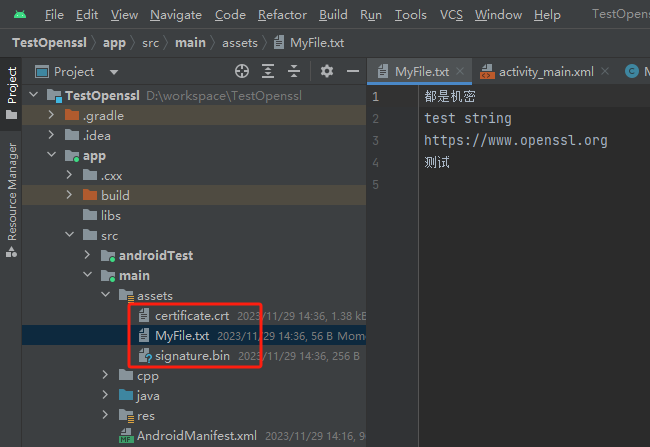 File Edit View Navigate Code Refactor Build Run Tools VCS Window Help TestOpenssl
TestOpenssl app src main assets MyFile.txt
Project
Resource Manager
Project
TestOpenssl D:\workspace\TestOpenssl
.gradle
.idea
app
.cxx
build
libs
src
androidTest
main
assets
certificate.crt 2023/11/29 14:36, 1.38 kB
MyFile.txt 2023/11/29 14:36, 56 B
signature.bin 2023/11/29 14:36, 256 B
cpp
java
res
AndroidManifest.xml 2023/11/29 14:16,
MyFile.txt activity_main.xml
1 都是机密
2 test string
3 https://www.openssl.org
4 测试
5